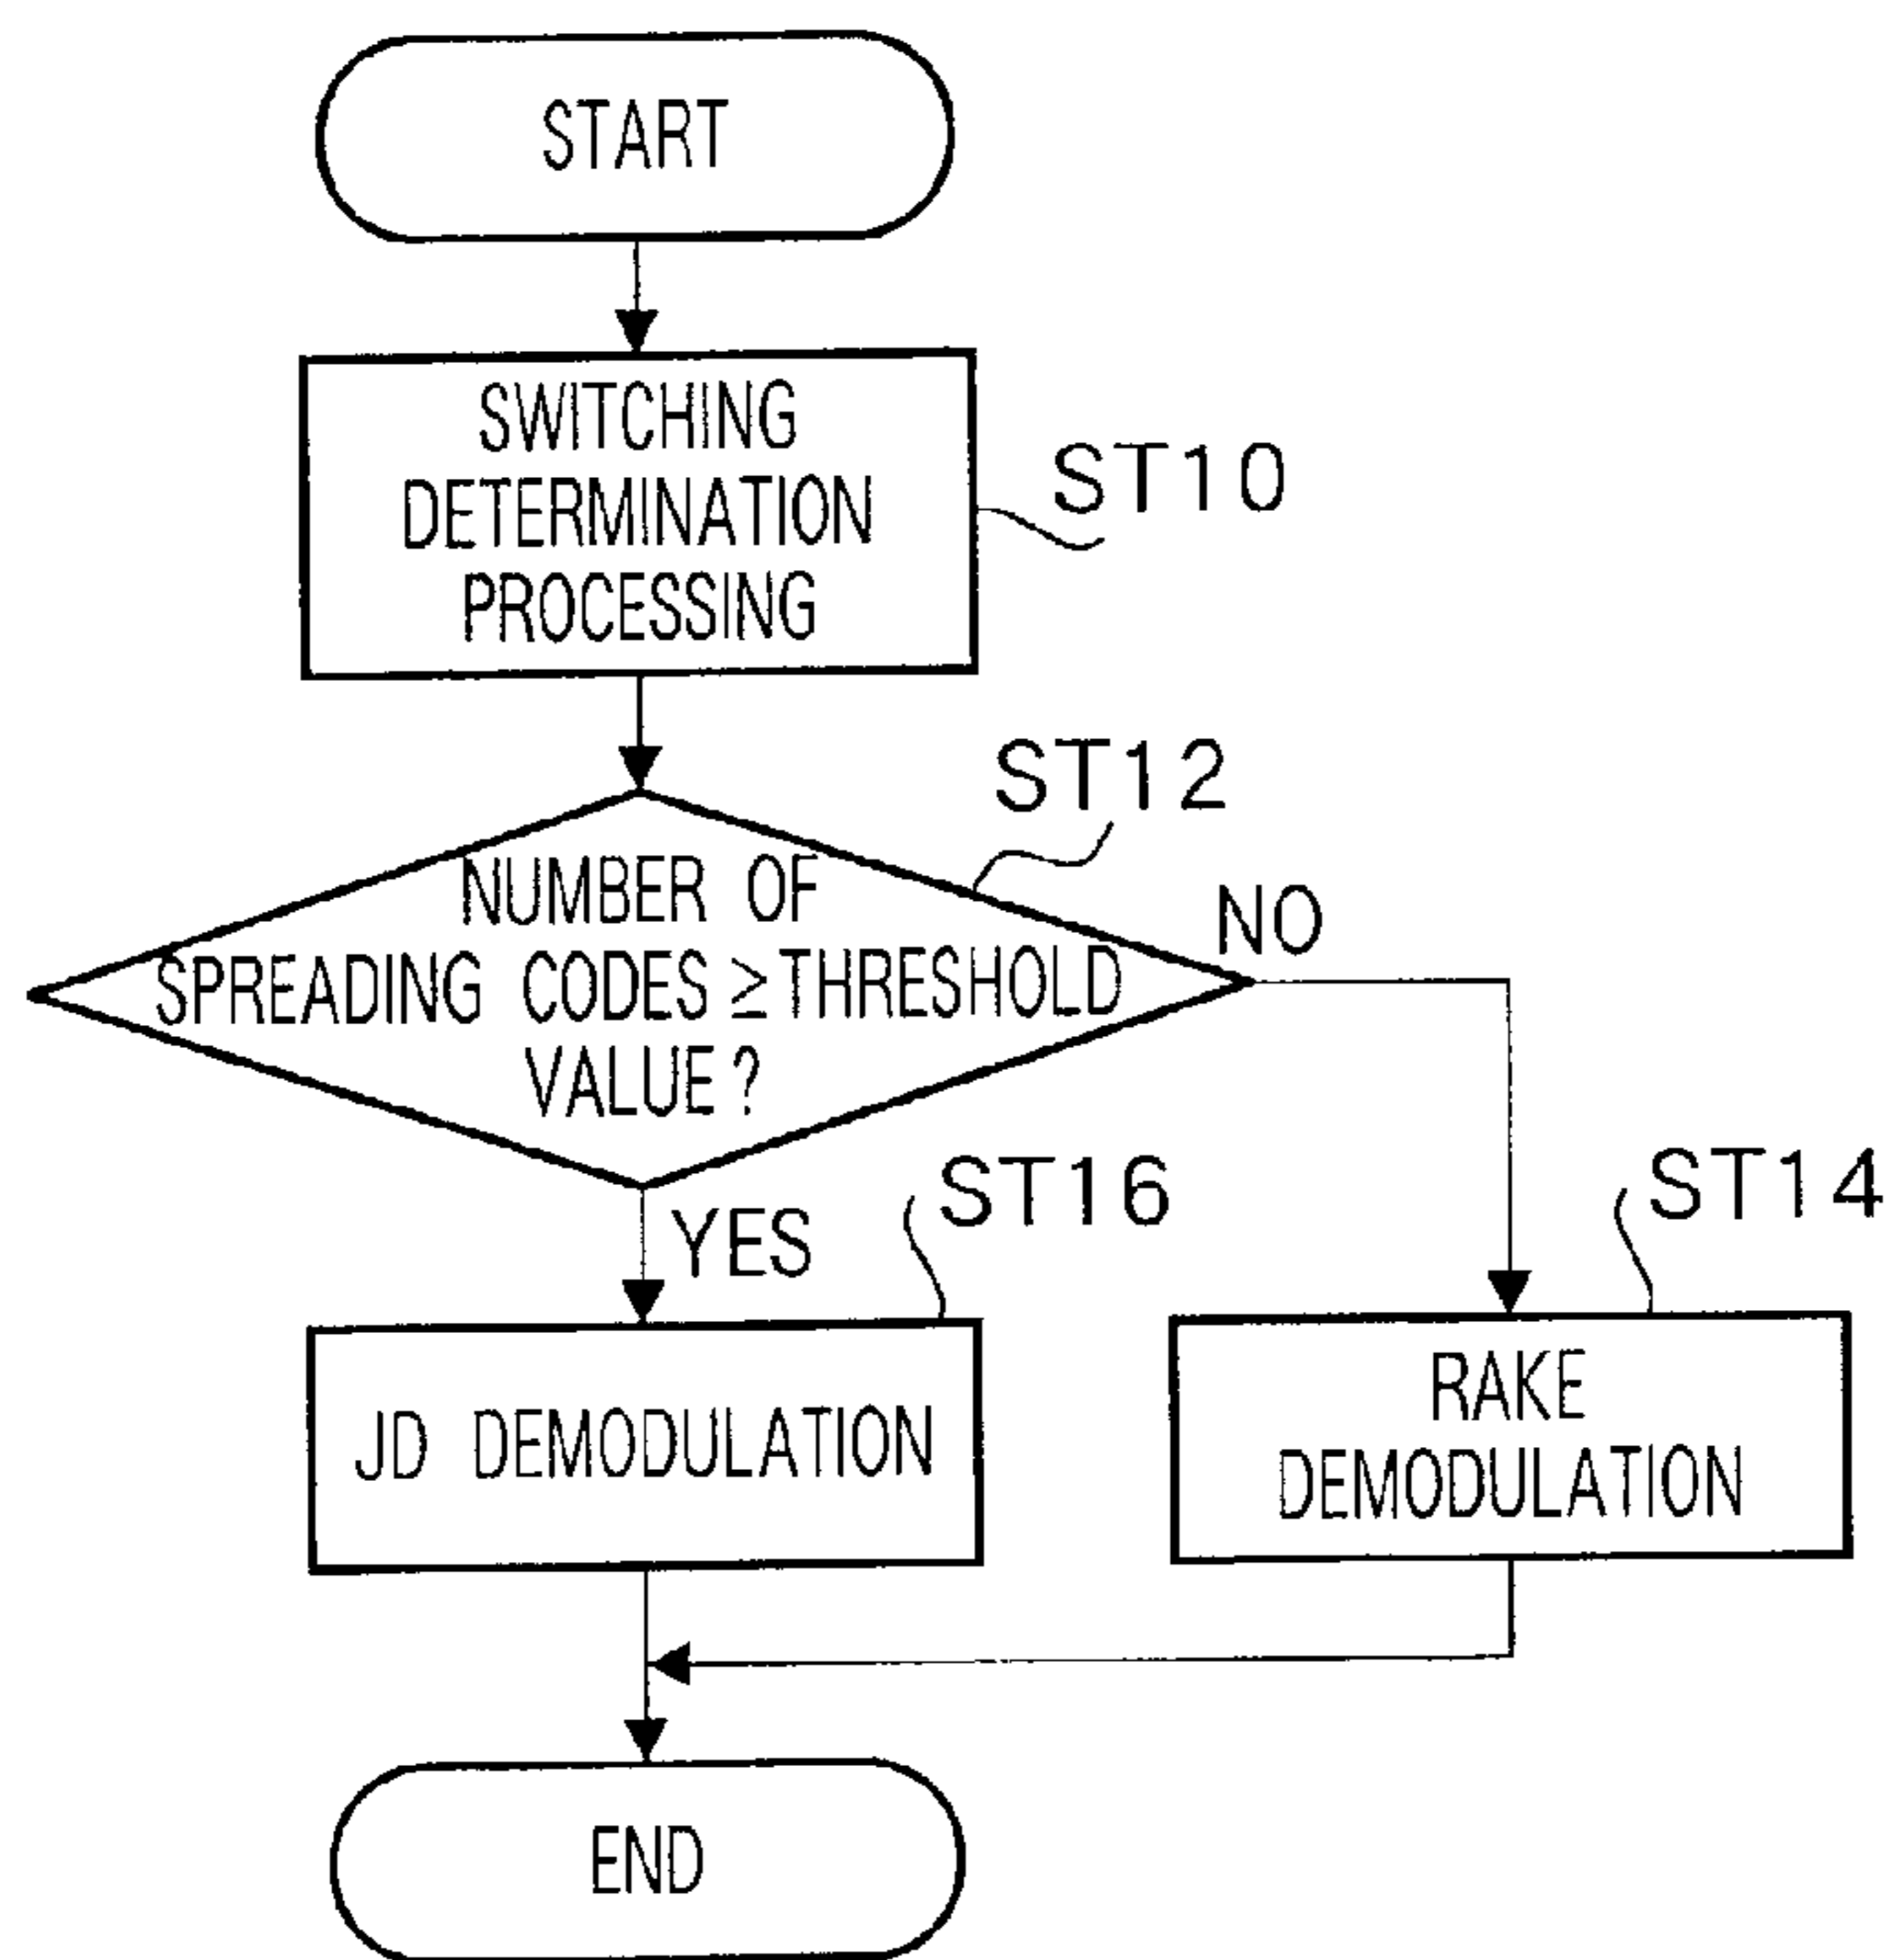 START
SWITCHING
DETERMINATION
PROCESSING
ST10
ST12
NUMBER OF
SPREADING CODES ≥ THRESHOLD
VALUE?
NO
YES
ST16
ST14
JD DEMODULATION
RAKE
DEMODULATION
END